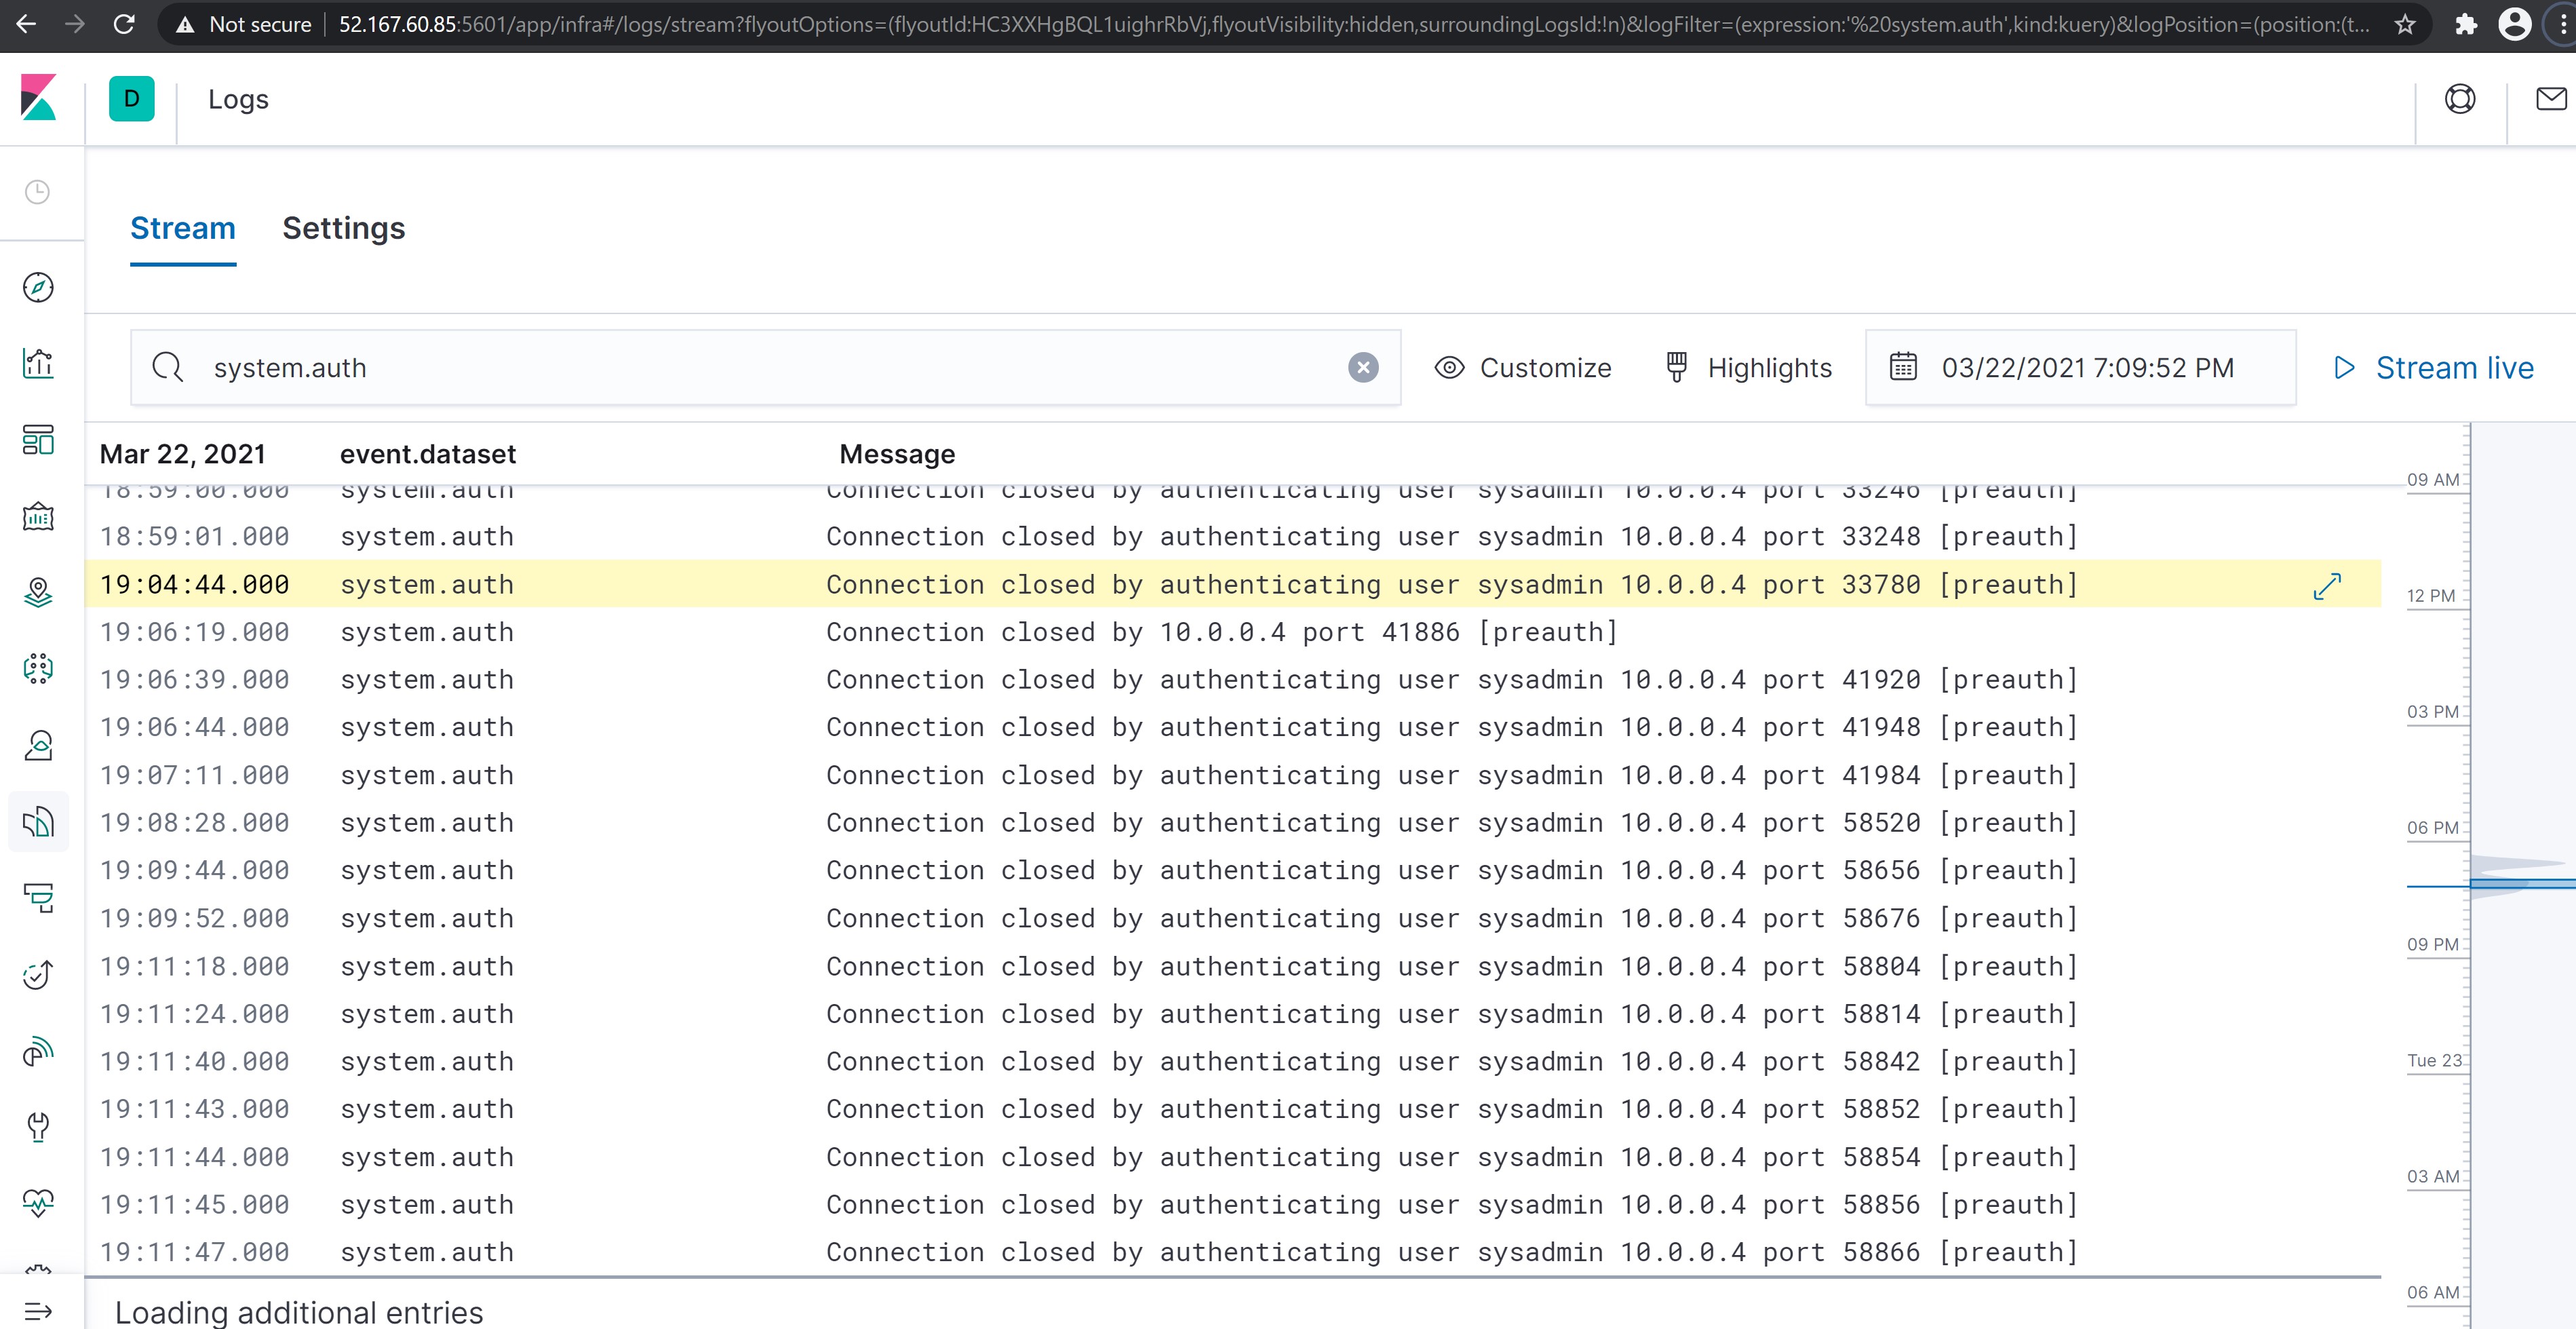 Not secure | 52.167.60.85:5601/app/infra#/logs/stream?flyoutOptions=(flyoutId:HC3XXHgBQL1uighrRbVj,flyoutVisibility:hidden,surroundingLogsId:!n)&logFilter=(expression:'%20system.auth',kind:kuery)&logPosition=(position:(t...
D Logs
Stream Settings
system.auth Customize Highlights 03/22/2021 7:09:52 PM Stream live
Mar 22, 2021 event.dataset Message
18:59:00.000 system.auth Connection closed by authenticating user sysadmin 10.0.0.4 port 33246 [preauth]
18:59:01.000 system.auth Connection closed by authenticating user sysadmin 10.0.0.4 port 33248 [preauth]
19:04:44.000 system.auth Connection closed by authenticating user sysadmin 10.0.0.4 port 33780 [preauth]
19:06:19.000 system.auth Connection closed by 10.0.0.4 port 41886 [preauth]
19:06:39.000 system.auth Connection closed by authenticating user sysadmin 10.0.0.4 port 41920 [preauth]
19:06:44.000 system.auth Connection closed by authenticating user sysadmin 10.0.0.4 port 41948 [preauth]
19:07:11.000 system.auth Connection closed by authenticating user sysadmin 10.0.0.4 port 41984 [preauth]
19:08:28.000 system.auth Connection closed by authenticating user sysadmin 10.0.0.4 port 58520 [preauth]
19:09:44.000 system.auth Connection closed by authenticating user sysadmin 10.0.0.4 port 58656 [preauth]
19:09:52.000 system.auth Connection closed by authenticating user sysadmin 10.0.0.4 port 58676 [preauth]
19:11:18.000 system.auth Connection closed by authenticating user sysadmin 10.0.0.4 port 58804 [preauth]
19:11:24.000 system.auth Connection closed by authenticating user sysadmin 10.0.0.4 port 58814 [preauth]
19:11:40.000 system.auth Connection closed by authenticating user sysadmin 10.0.0.4 port 58842 [preauth]
19:11:43.000 system.auth Connection closed by authenticating user sysadmin 10.0.0.4 port 58852 [preauth]
19:11:44.000 system.auth Connection closed by authenticating user sysadmin 10.0.0.4 port 58854 [preauth]
19:11:45.000 system.auth Connection closed by authenticating user sysadmin 10.0.0.4 port 58856 [preauth]
19:11:47.000 system.auth Connection closed by authenticating user sysadmin 10.0.0.4 port 58866 [preauth]
Loading additional entries
09 AM
12 PM
03 PM
06 PM
09 PM
Tue 23
03 AM
06 AM